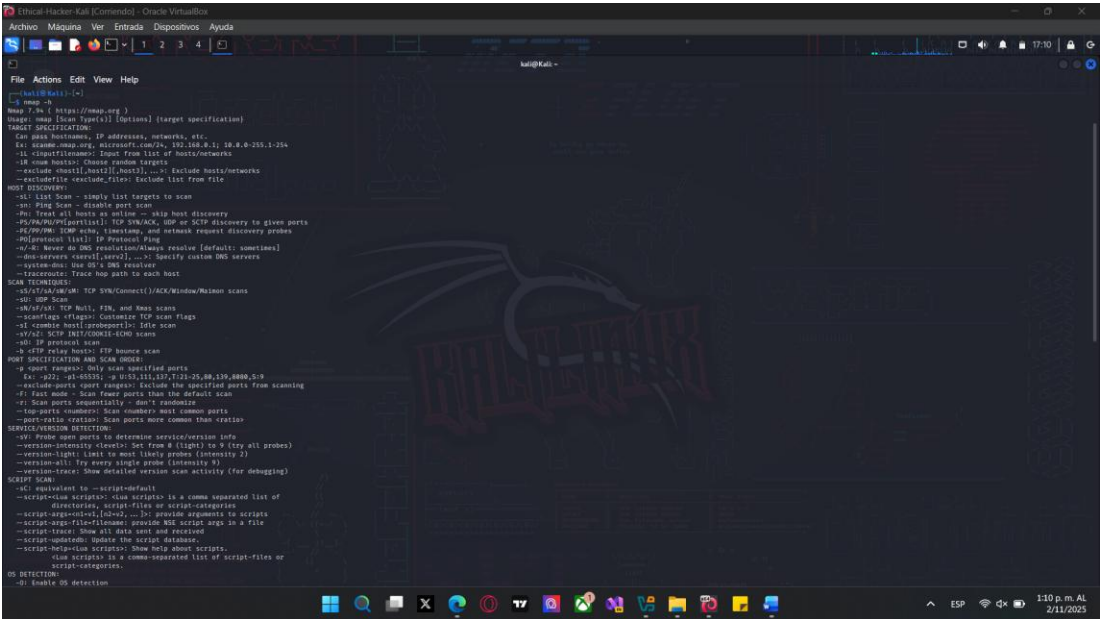 Ethical-Hacker-Kali [Corriendo] - Oracle VirtualBox
Archivo Máquina Ver Entrada Dispositivos Ayuda
1 2 3 4 17:10
kali@Kali: ~
File Actions Edit View Help
(kali㉿Kali)-[~]
$ nmap -h
Nmap 7.94 ( https://nmap.org )
Usage: nmap [Scan Type(s)] [Options] {target specification}
TARGET SPECIFICATION:
Can pass hostnames, IP addresses, networks, etc.
Ex: scanme.nmap.org, microsoft.com/24, 192.168.0.1; 10.0.0-255.1-254
-iL <inputfilename>: Input from list of hosts/networks
-iR <num hosts>: Choose random targets
--exclude <host1[,host2][,host3],...>: Exclude hosts/networks
--excludefile <exclude_file>: Exclude list from file
HOST DISCOVERY:
-sL: List Scan - simply list targets to scan
-sn: Ping Scan - disable port scan
-Pn: Treat all hosts as online -- skip host discovery
-PS/PA/PU/PY[portlist]: TCP SYN/ACK, UDP or SCTP discovery to given ports
-PE/PP/PM: ICMP echo, timestamp, and netmask request discovery probes
-PO[protocol list]: IP Protocol Ping
-n/-R: Never do DNS resolution/Always resolve [default: sometimes]
--dns-servers <serv1[,serv2],...>: Specify custom DNS servers
--system-dns: Use OS's DNS resolver
--traceroute: Trace hop path to each host
SCAN TECHNIQUES:
-sS/sT/sA/sW/sM: TCP SYN/Connect()/ACK/Window/Maimon scans
-sU: UDP Scan
-sN/sF/sX: TCP Null, FIN, and Xmas scans
--scanflags <flags>: Customize TCP scan flags
-sI <zombie host[:probeport]>: Idle scan
-sY/sZ: SCTP INIT/COOKIE-ECHO scans
-sO: IP protocol scan
-b <FTP relay host>: FTP bounce scan
PORT SPECIFICATION AND SCAN ORDER:
-p <port ranges>: Only scan specified ports
Ex: -p22; -p1-65535; -p U:53,111,137,T:21-25,80,139,8080,S:9
--exclude-ports <port ranges>: Exclude the specified ports from scanning
-F: Fast mode - Scan fewer ports than the default scan
-r: Scan ports sequentially - don't randomize
--top-ports <number>: Scan <number> most common ports
--port-ratio <ratio>: Scan ports more common than <ratio>
SERVICE/VERSION DETECTION:
-sV: Probe open ports to determine service/version info
--version-intensity <level>: Set from 0 (light) to 9 (try all probes)
--version-light: Limit to most likely probes (intensity 2)
--version-all: Try every single probe (intensity 9)
--version-trace: Show detailed version scan activity (for debugging)
SCRIPT SCAN:
-sC: equivalent to --script=default
--script=<Lua scripts>: <Lua scripts> is a comma separated list of
directories, script-files or script-categories
--script-args=<n1=v1,[n2=v2,...]>: provide arguments to scripts
--script-args-file=filename: provide NSE script args in a file
--script-trace: Show all data sent and received
--script-updatedb: Update the script database.
--script-help=<Lua scripts>: Show help about scripts.
<Lua scripts> is a comma-separated list of script-files or
script-categories.
OS DETECTION:
-O: Enable OS detection
KALI LINUX
ESP
1:10 p. m. AL
2/11/2025